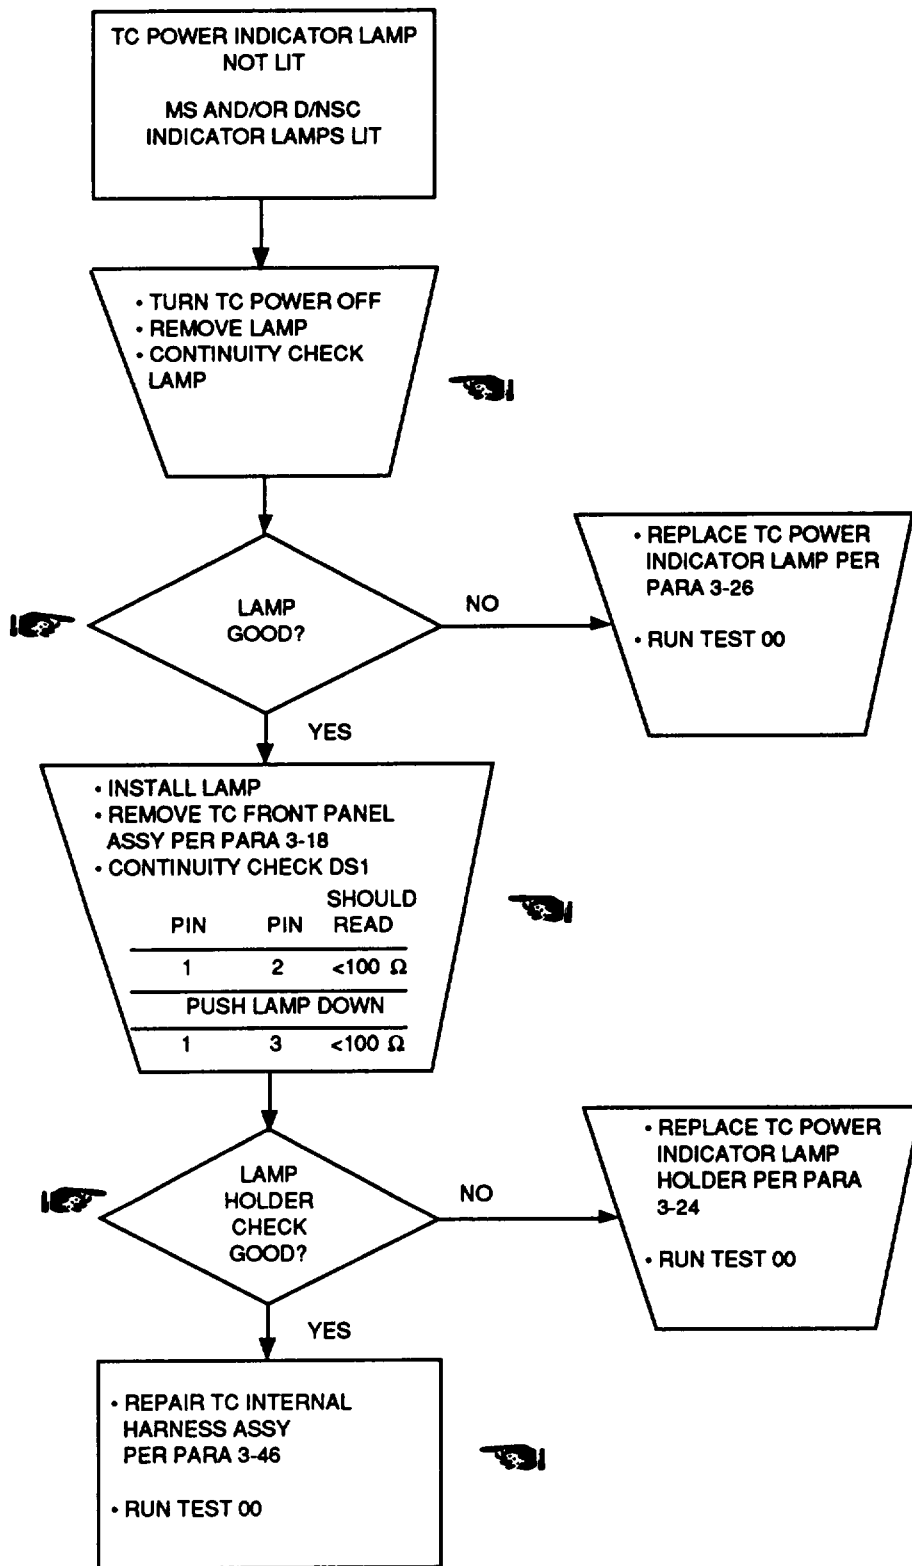 TC POWER INDICATOR LAMP
NOT LIT
MS AND/OR D/NSC
INDICATOR LAMPS LIT
• TURN TC POWER OFF
• REMOVE LAMP
• CONTINUITY CHECK
LAMP
LAMP
GOOD?
NO
• REPLACE TC POWER
INDICATOR LAMP PER
PARA 3-26
• RUN TEST 00
YES
• INSTALL LAMP
• REMOVE TC FRONT PANEL
ASSY PER PARA 3-18
• CONTINUITY CHECK DS1
SHOULD
PIN PIN READ
1 2 <100 Ω
PUSH LAMP DOWN
1 3 <100 Ω
LAMP
HOLDER
CHECK
GOOD?
NO
• REPLACE TC POWER
INDICATOR LAMP
HOLDER PER PARA
3-24
• RUN TEST 00
YES
• REPAIR TC INTERNAL
HARNESS ASSY
PER PARA 3-46
• RUN TEST 00